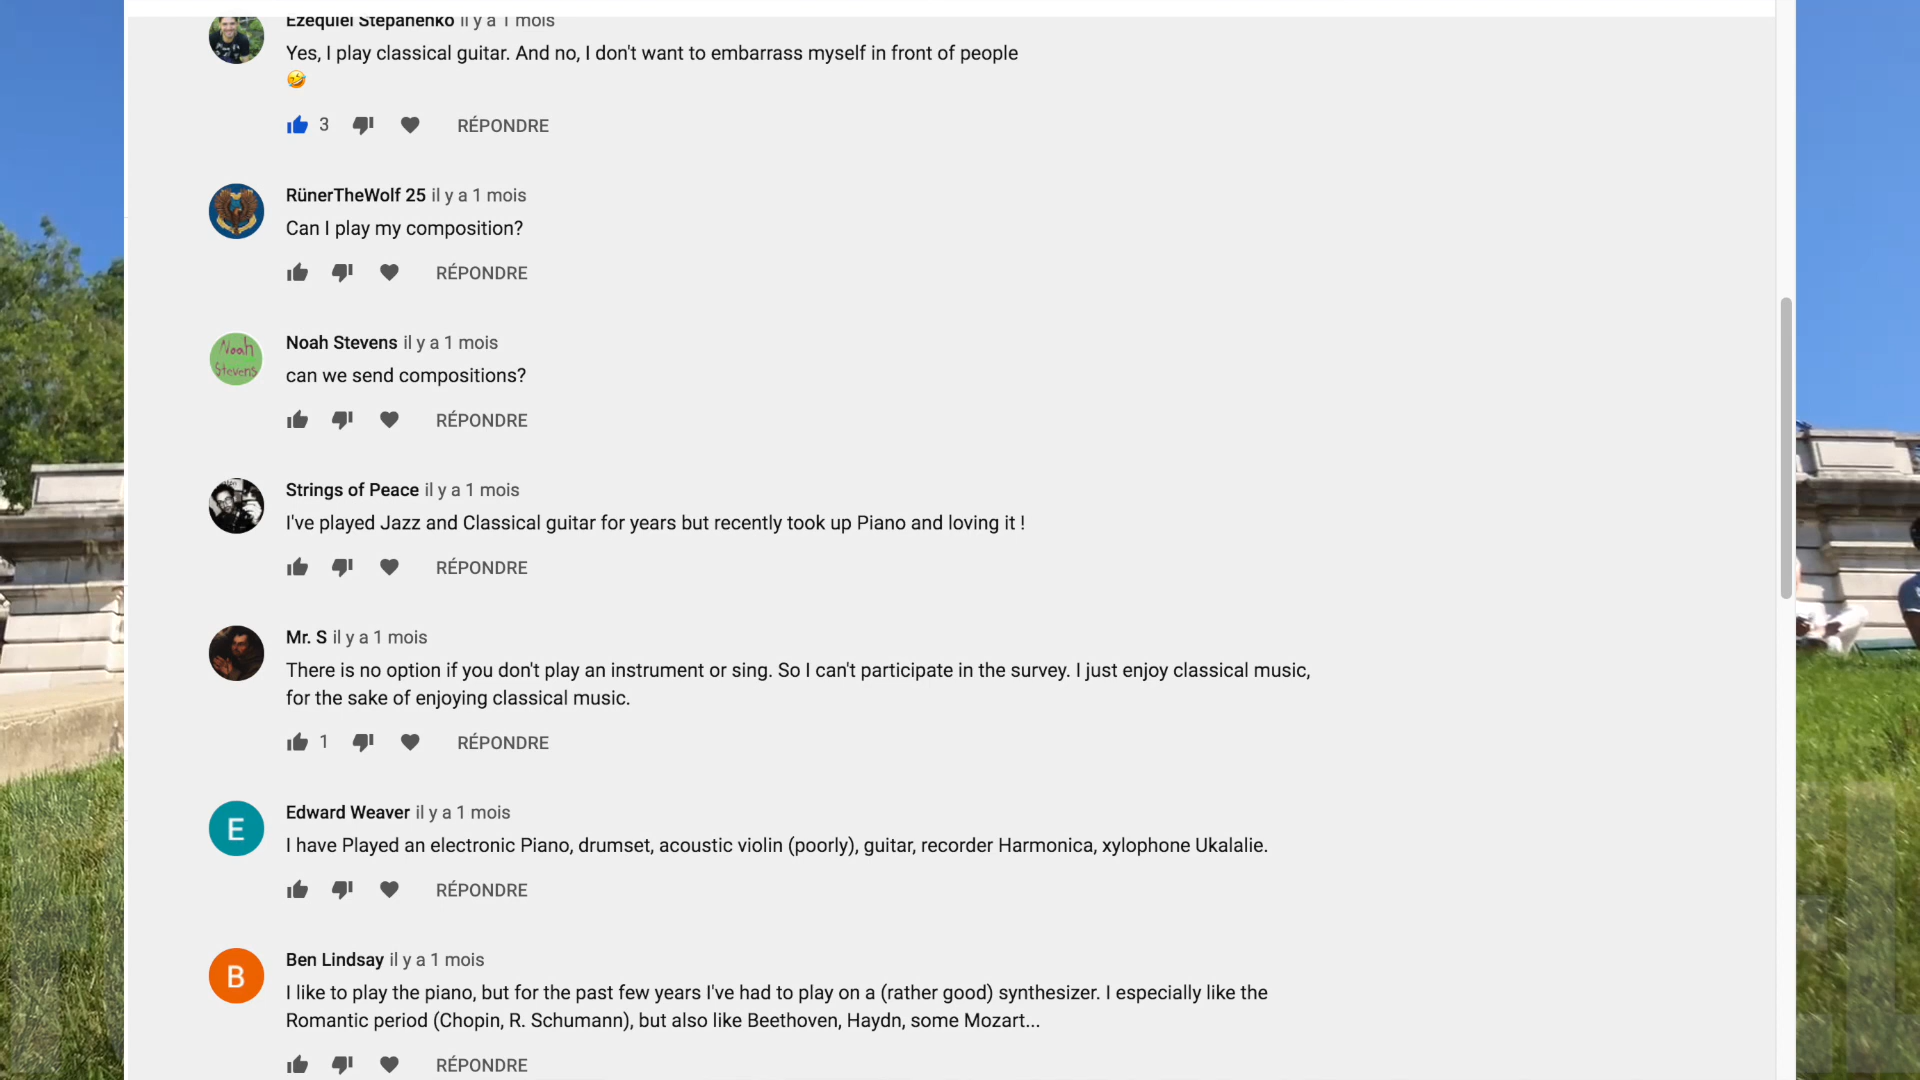 Ezequiel Stepanenko il y a 1 mois
Yes, I play classical guitar. And no, I don't want to embarrass myself in front of people
🤣
3 RÉPONDRE
RünerTheWolf 25 il y a 1 mois
Can I play my composition?
RÉPONDRE
Noah Stevens
Noah Stevens il y a 1 mois
can we send compositions?
RÉPONDRE
Strings of Peace il y a 1 mois
I've played Jazz and Classical guitar for years but recently took up Piano and loving it !
RÉPONDRE
Mr. S il y a 1 mois
There is no option if you don't play an instrument or sing. So I can't participate in the survey. I just enjoy classical music,
for the sake of enjoying classical music.
1 RÉPONDRE
E
Edward Weaver il y a 1 mois
I have Played an electronic Piano, drumset, acoustic violin (poorly), guitar, recorder Harmonica, xylophone Ukalalie.
RÉPONDRE
B
Ben Lindsay il y a 1 mois
I like to play the piano, but for the past few years I've had to play on a (rather good) synthesizer. I especially like the
Romantic period (Chopin, R. Schumann), but also like Beethoven, Haydn, some Mozart...
RÉPONDRE